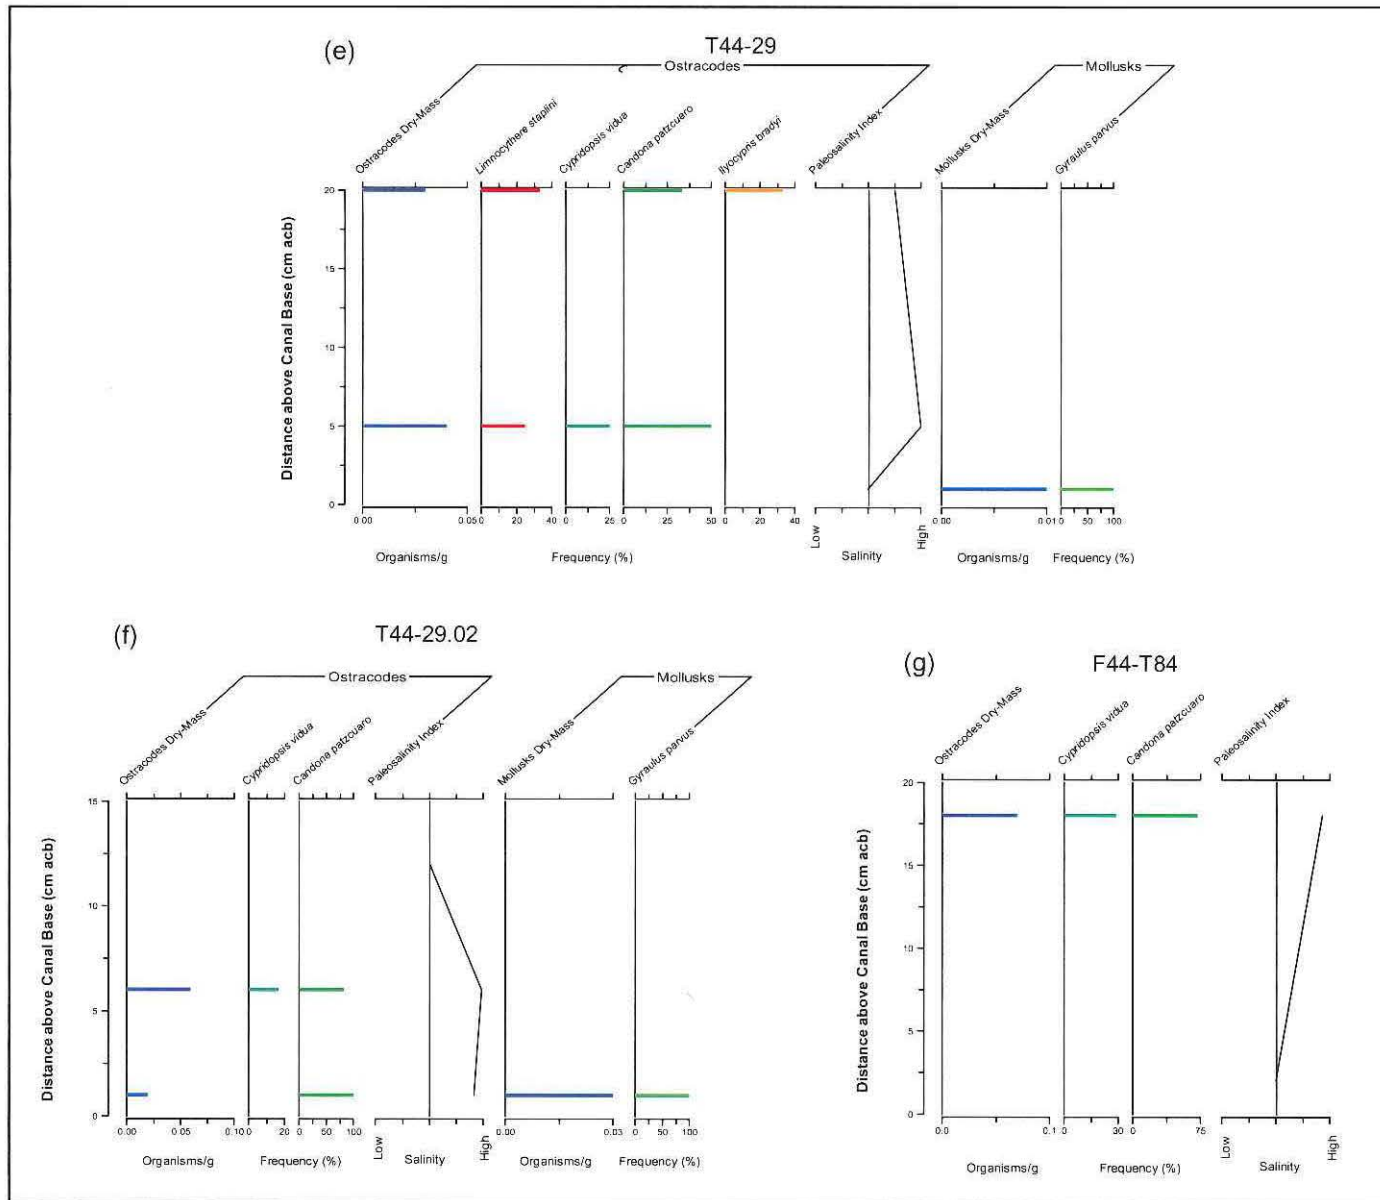 (e)
T44-29
Ostracodes
Mollusks
Ostracodes Dry-Mass
Limnocythere staplini
Cypridopsis vidua
Candona patzcuaro
Ilyocypris bradyi
Paleosalinity Index
Mollusks Dry-Mass
Gyraulus parvus
Distance above Canal Base (cm acb)
20
15
10
5
0
0.00 0.05 0 20 40 0 25 0 25 50 0 20 40 Low High 0.00 0.01 0 50 100
Organisms/g Frequency (%) Salinity Organisms/g Frequency (%)
(f)
T44-29.02
Ostracodes
Mollusks
Ostracodes Dry-Mass
Cypridopsis vidua
Candona patzcuaro
Paleosalinity Index
Mollusks Dry-Mass
Gyraulus parvus
Distance above Canal Base (cm acb)
15
10
5
0
0.00 0.05 0.10 0 20 0 50 100 Low High 0.00 0.03 0 50 100
Organisms/g Frequency (%) Salinity Organisms/g Frequency (%)
(g)
F44-T84
Ostracodes Dry-Mass
Cypridopsis vidua
Candona patzcuaro
Paleosalinity Index
Distance above Canal Base (cm acb)
20
15
10
5
0
0.0 0.1 0 30 0 75 Low High
Organisms/g Frequency (%) Salinity